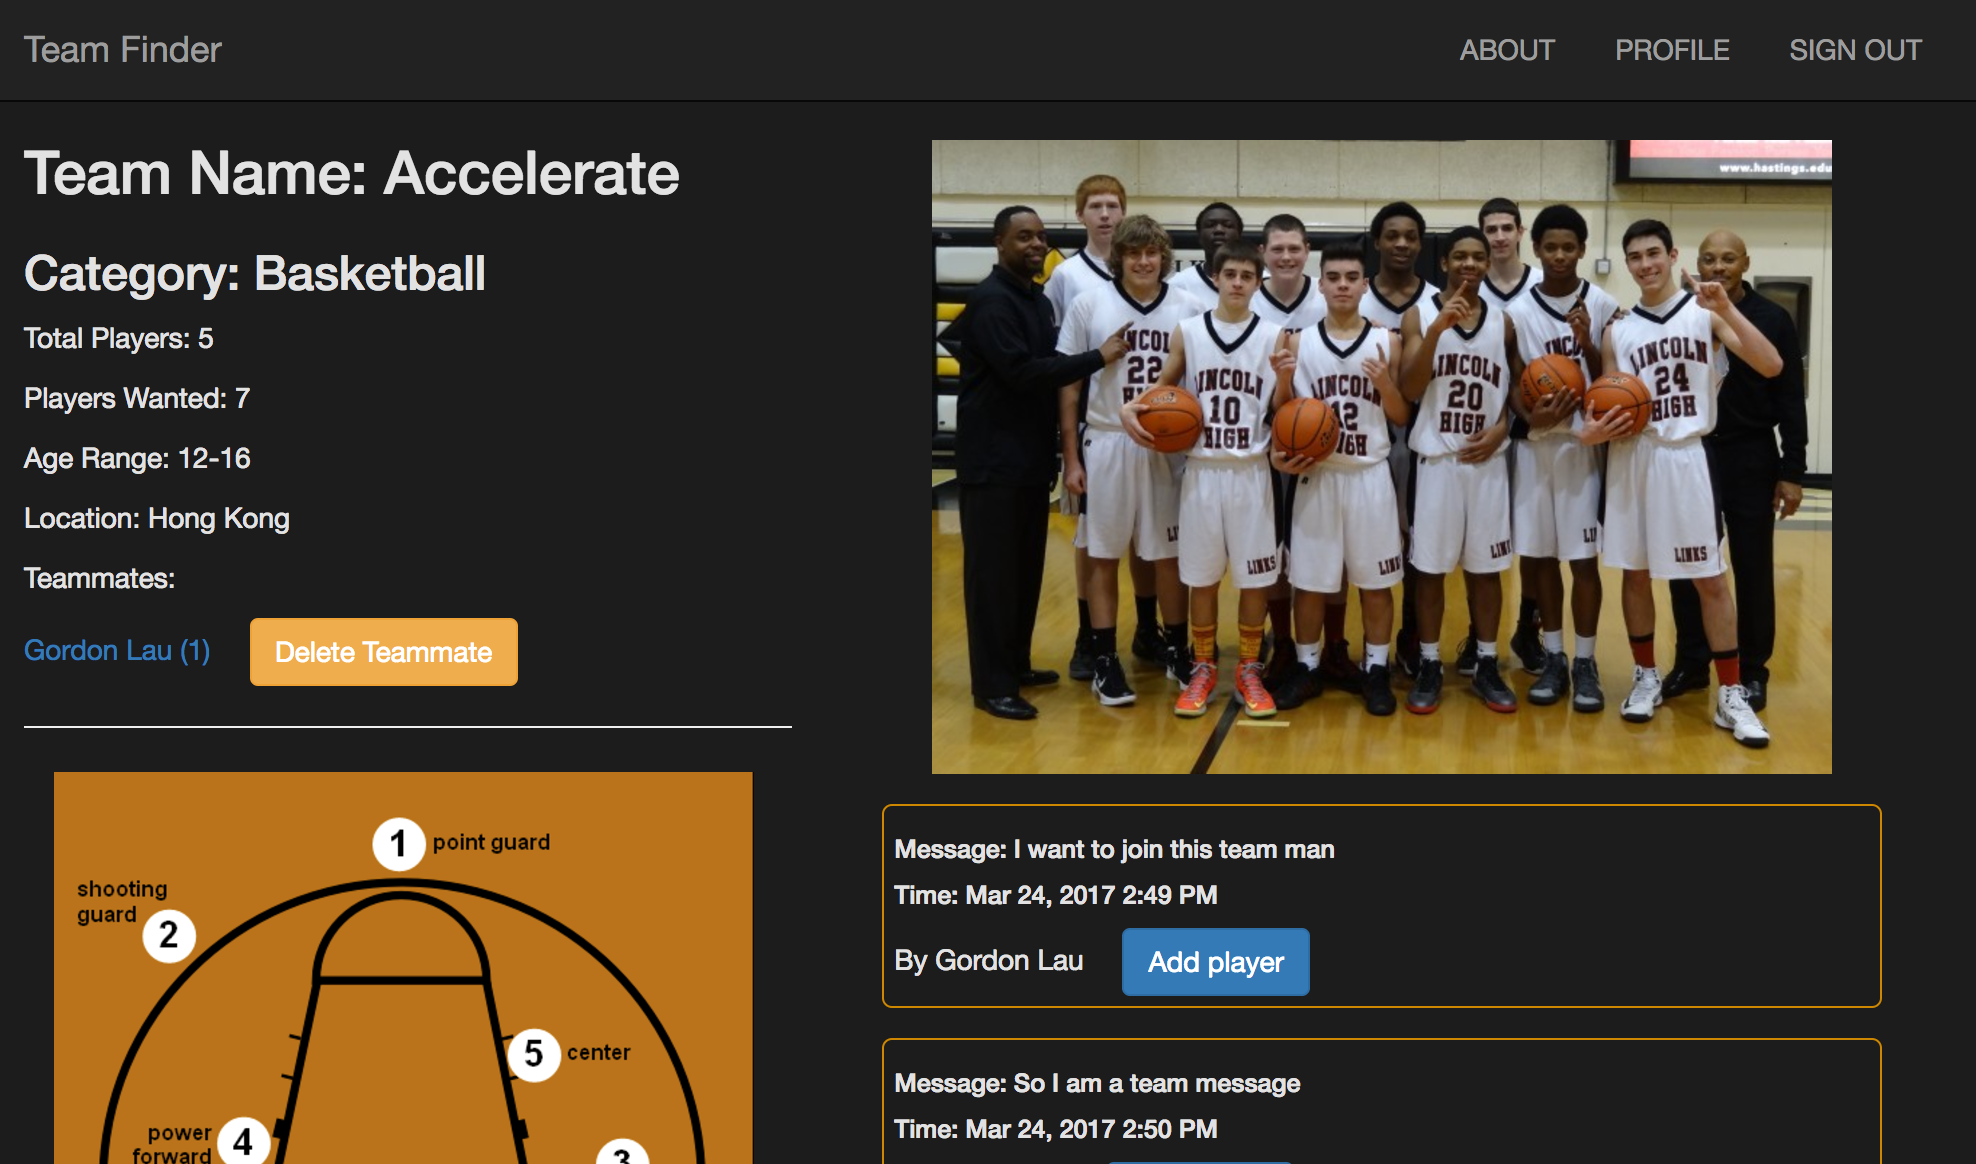 Team Finder
ABOUT
PROFILE
SIGN OUT
Team Name: Accelerate
Category: Basketball
Total Players: 5
Players Wanted: 7
Age Range: 12-16
Location: Hong Kong
Teammates:
Gordon Lau (1)
Delete Teammate
1 point guard
shooting
guard
2
5 center
power
forward
4
3
www.hastings.edu
LINCOLN
22
LINCOLN
10
HIGH
LINCOLN
12
HIGH
LINCOLN
20
HIGH
LINCOLN
24
HIGH
LINKS
LINKS
Message: I want to join this team man
Time: Mar 24, 2017 2:49 PM
By Gordon Lau
Add player
Message: So I am a team message
Time: Mar 24, 2017 2:50 PM